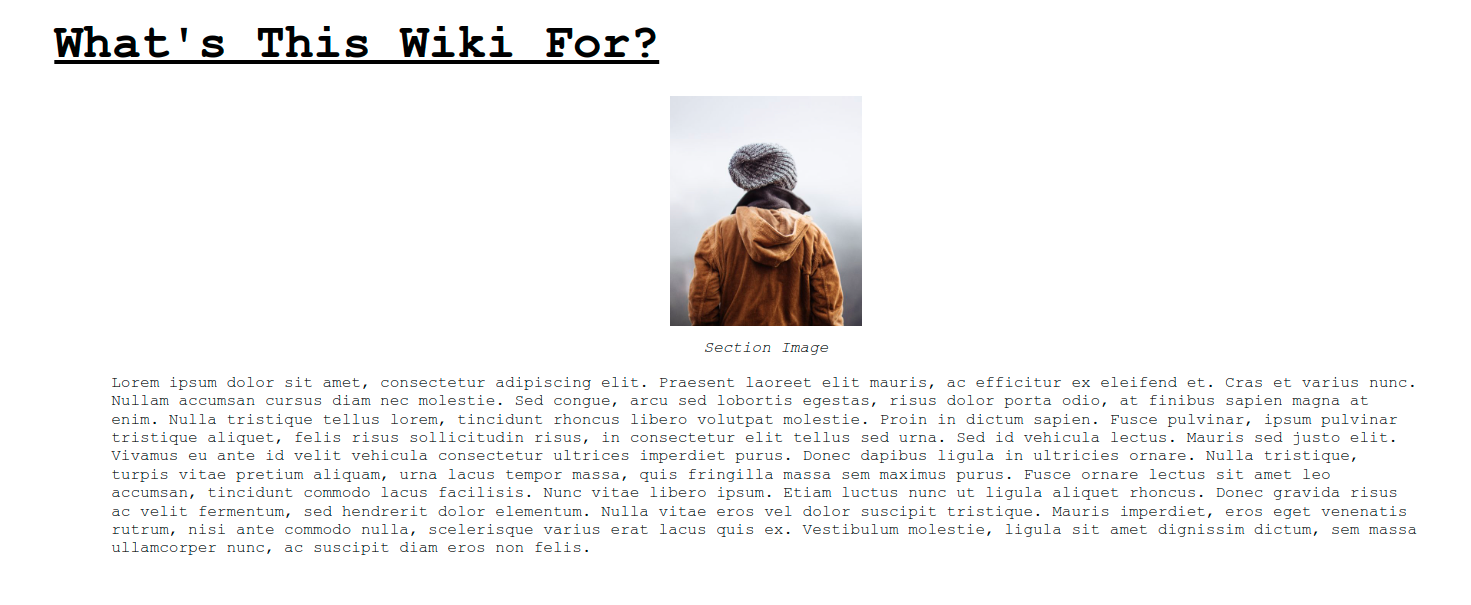 What's This Wiki For?
Section Image
Lorem ipsum dolor sit amet, consectetur adipiscing elit. Praesent laoreet elit mauris, ac efficitur ex eleifend et. Cras et varius nunc.
Nullam accumsan cursus diam nec molestie. Sed congue, arcu sed lobortis egestas, risus dolor porta odio, at finibus sapien magna at
enim. Nulla tristique tellus lorem, tincidunt rhoncus libero volutpat molestie. Proin in dictum sapien. Fusce pulvinar, ipsum pulvinar
tristique aliquet, felis risus sollicitudin risus, in consectetur elit tellus sed urna. Sed id vehicula lectus. Mauris sed justo elit.
Vivamus eu ante id velit vehicula consectetur ultrices imperdiet purus. Donec dapibus ligula in ultricies ornare. Nulla tristique,
turpis vitae pretium aliquam, urna lacus tempor massa, quis fringilla massa sem maximus purus. Fusce ornare lectus sit amet leo
accumsan, tincidunt commodo lacus facilisis. Nunc vitae libero ipsum. Etiam luctus nunc ut ligula aliquet rhoncus. Donec gravida risus
ac velit fermentum, sed hendrerit dolor elementum. Nulla vitae eros vel dolor suscipit tristique. Mauris imperdiet, eros eget venenatis
rutrum, nisi ante commodo nulla, scelerisque varius erat lacus quis ex. Vestibulum molestie, ligula sit amet dignissim dictum, sem massa
ullamcorper nunc, ac suscipit diam eros non felis.